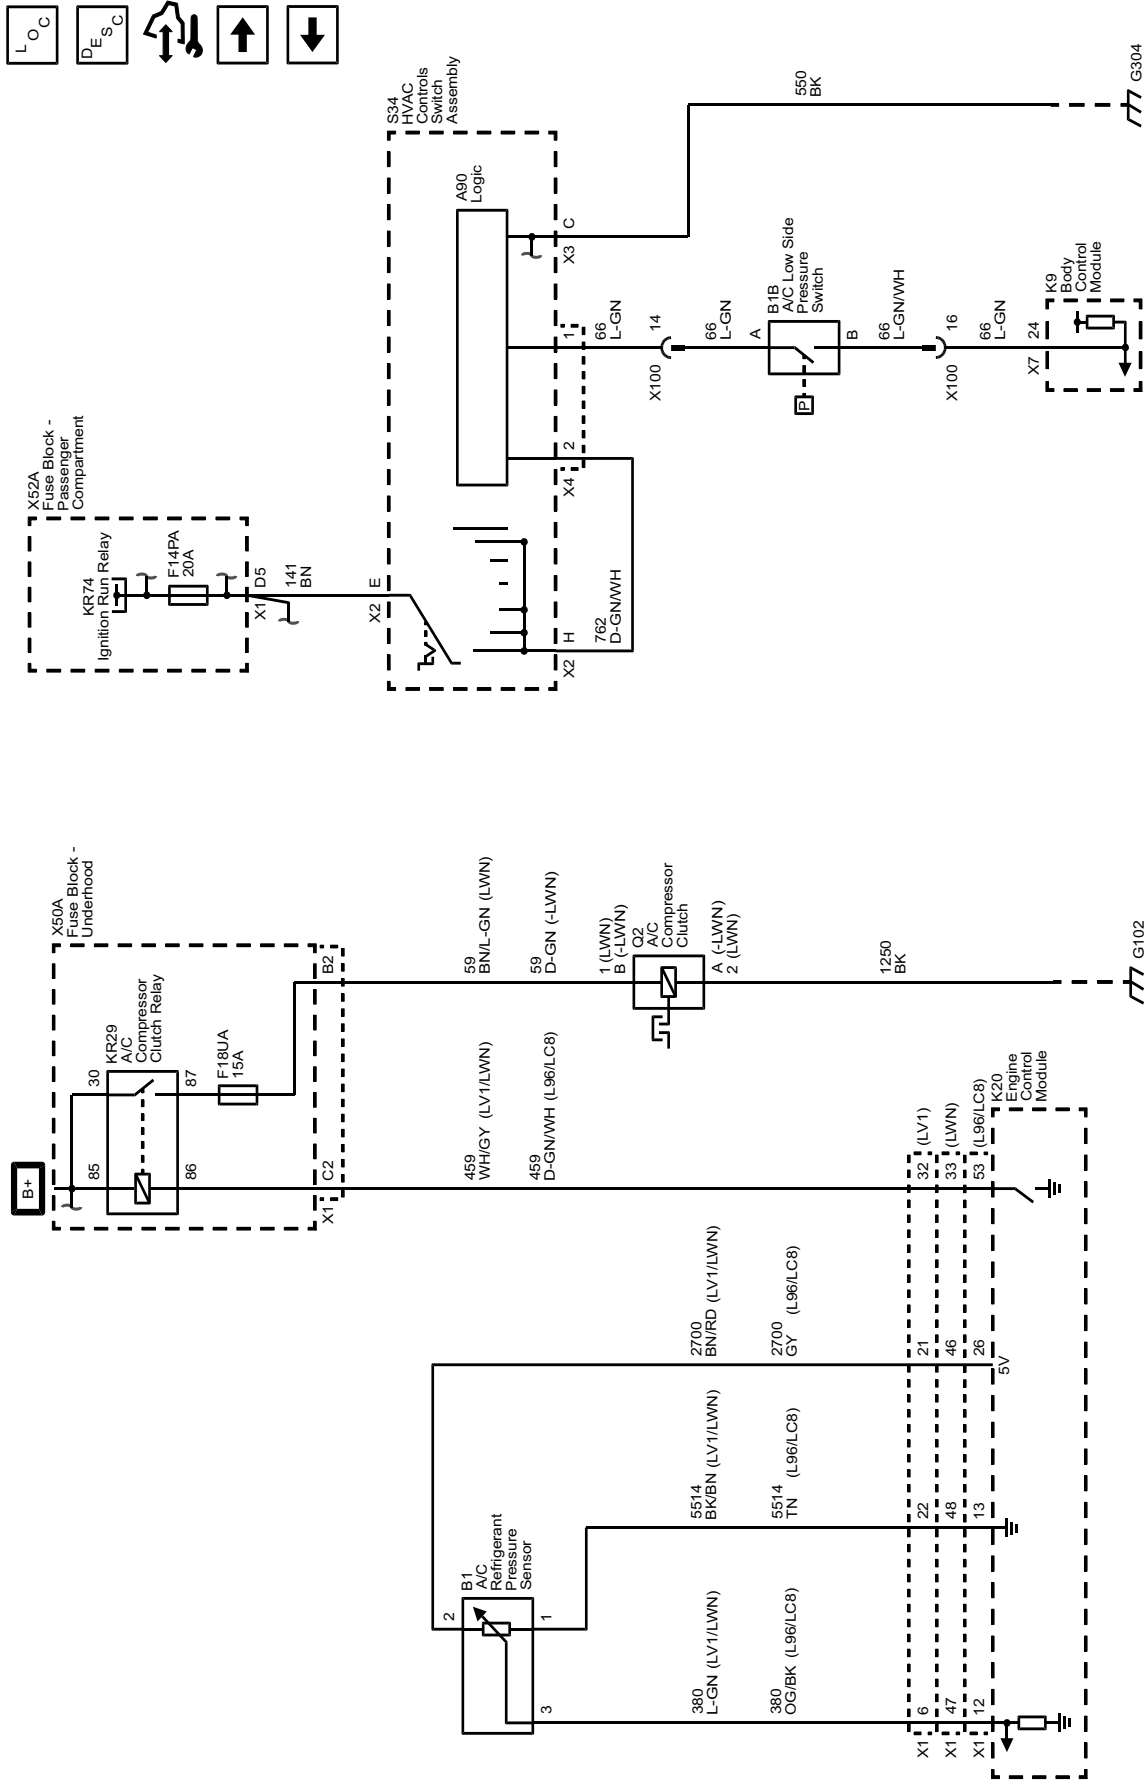 LOC
DESC
B+
X50A
Fuse Block -
Underhood
KR29
A/C
Compressor
Clutch Relay
85
30
86
87
F18UA
15A
X1
C2
B2
459
WH/GY (LV1/LWN)
459
D-GN/WH (L96/LC8)
59
BN/L-GN (LWN)
59
D-GN (-LWN)
1 (LWN)
B (-LWN)
Q2
A/C
Compressor
Clutch
A (-LWN)
2 (LWN)
1250
BK
G102
B1
A/C
Refrigerant
Pressure
Sensor
2
3
1
380
L-GN (LV1/LWN)
380
OG/BK (L96/LC8)
5514
BK/BN (LV1/LWN)
5514
TN (L96/LC8)
2700
BN/RD (LV1/LWN)
2700
GY (L96/LC8)
X1 6 22 21 32 (LV1)
X1 47 48 46 33 (LWN)
X1 12 13 26 53 (L96/LC8)
5V
K20
Engine
Control
Module
X52A
Fuse Block -
Passenger
Compartment
KR74
Ignition Run Relay
F14PA
20A
X1
D5
141
BN
X2
E
S34
HVAC
Controls
Switch
Assembly
A90
Logic
X2
H
X4
2
1
X3
C
762
D-GN/WH
66
L-GN
X100
14
66
L-GN
A
B1B
A/C Low Side
Pressure
Switch
P
B
66
L-GN/WH
X100
16
66
L-GN
X7
24
K9
Body
Control
Module
550
BK
G304